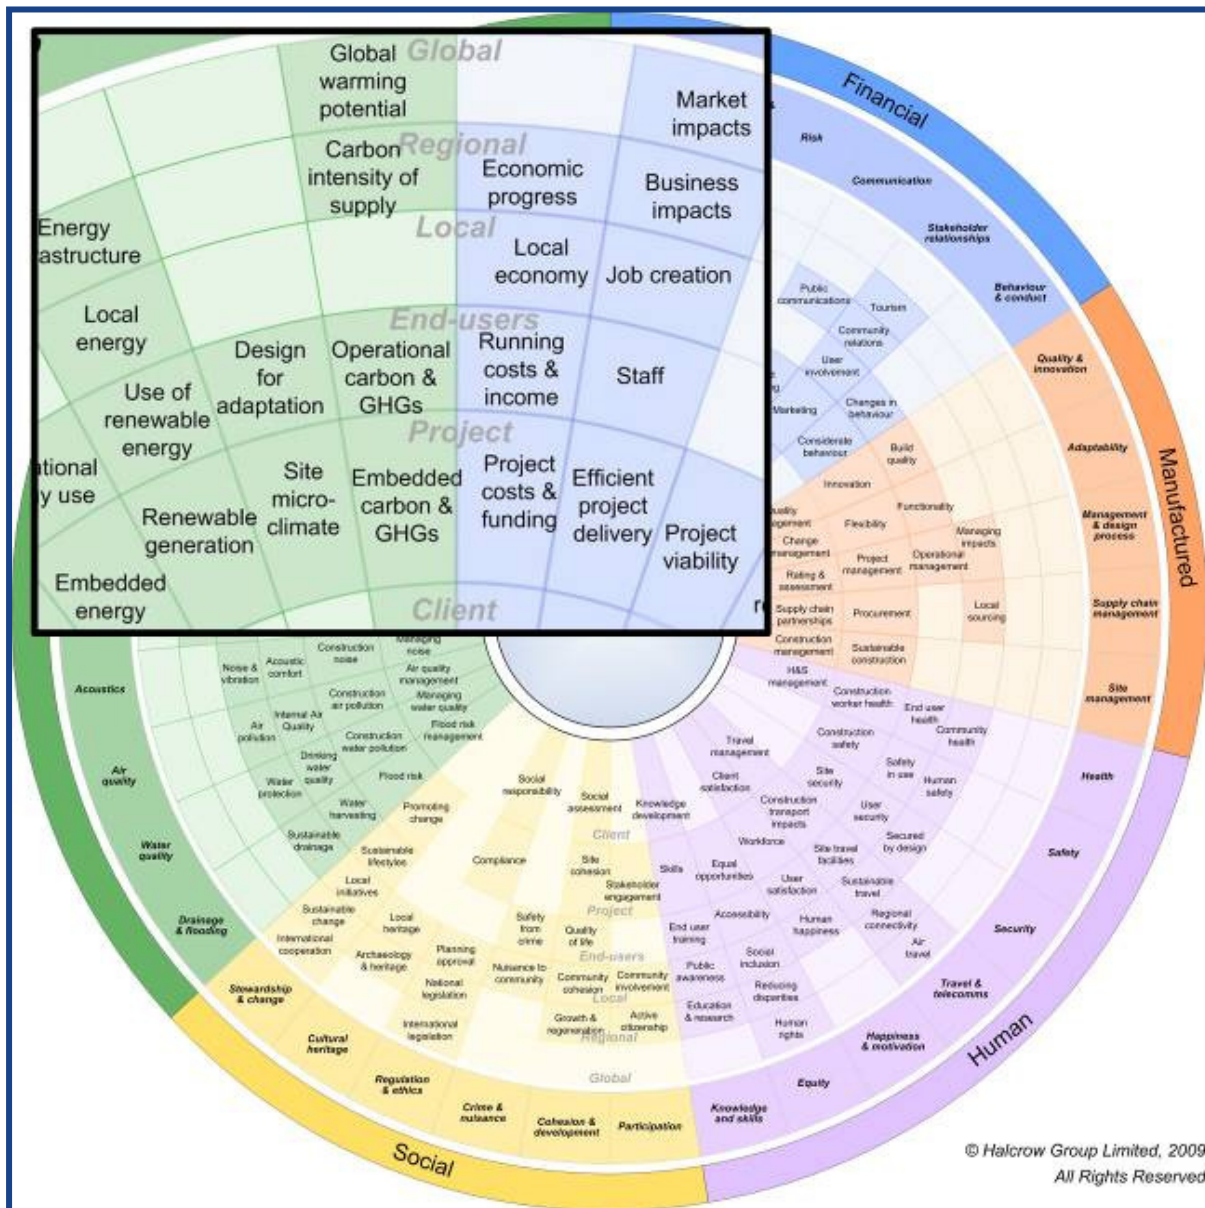 Global
Global
warming
potential
Market
impacts
Regional
Carbon
intensity of
supply
Economic
progress
Business
impacts
Energy
Local
Local
economy
Job creation
Local
energy
End-users
Design
for
adaptation
Operational
carbon &
GHGs
Running
costs &
income
Staff
Use of
renewable
energy
Project
y use
Site
micro-
climate
Embedded
carbon &
GHGs
Project
costs &
funding
Efficient
project
delivery
Renewable
generation
Project
viability
Embedded
energy
Client
Financial
Risk
Communication
Stakeholder
relationships
Behaviour
& conduct
Public
communications
Tourism
Community
relations
User
involvement
Marketing
Changes in
behaviour
Considerate
behaviour
Manufactured
Quality &
innovation
Adaptability
Management
& design
process
Supply chain
management
Site
management
Build
quality
Innovation
Functionality
Flexibility
Managing
impacts
Change
Project
management
Operational
management
Rating &
assessment
Supply chain
partnerships
Procurement
Local
sourcing
Construction
management
Sustainable
construction
Human
Health
Safety
Security
Travel &
telecomms
Happiness
& motivation
Equity
Knowledge
and skills
H&S
management
Construction
worker health
End user
health
Community
health
Travel
management
Construction
safety
Safety
in use
Human
safety
Client
satisfaction
Site
security
User
security
Secured
by design
Knowledge
development
Construction
transport
impacts
Workforce
Site travel
facilities
Sustainable
travel
Skills
Equal
opportunities
User
satisfaction
Regional
connectivity
Air
travel
Accessibility
Human
happiness
End user
training
Social
inclusion
Public
awareness
Reducing
disparities
Education
& research
Human
rights
Social
Participation
Cohesion &
development
Crime &
nuisance
Regulation
& ethics
Cultural
heritage
Stewardship
& change
Social
responsibility
Social
assessment
Client
Promoting
change
Compliance
Site
cohesion
Stakeholder
engagement
Project
Sustainable
lifestyles
Local
initiatives
Sustainable
change
International
cooperation
Local
heritage
Archaeology
& heritage
Planning
approval
National
legislation
International
legislation
Safety
from
crime
Quality
of life
End-users
Nuisance to
community
Community
cohesion
Community
involvement
Local
Growth &
regeneration
Active
citizenship
Regional
Global
Acoustics
Air
quality
Water
quality
Drainage
& flooding
Managing
noise
Construction
noise
Acoustic
comfort
Noise &
vibration
Air quality
management
Construction
air pollution
Internal Air
Quality
Air
pollution
Managing
water quality
Construction
water pollution
Drinking
water
quality
Water
protection
Flood risk
management
Flood risk
Water
harvesting
Sustainable
drainage
© Halcrow Group Limited, 2009
All Rights Reserved